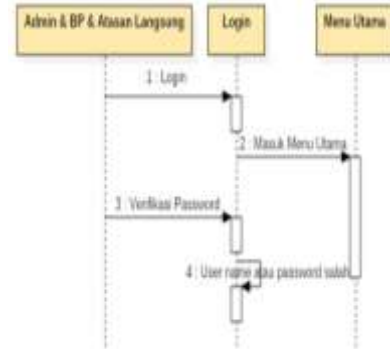 Admin & BP & Atasan Langsung
Login
Menu Utama
1 : Login
2 : Masuk Menu Utama
3 : Verifikasi Password
4 : User name atau password salah